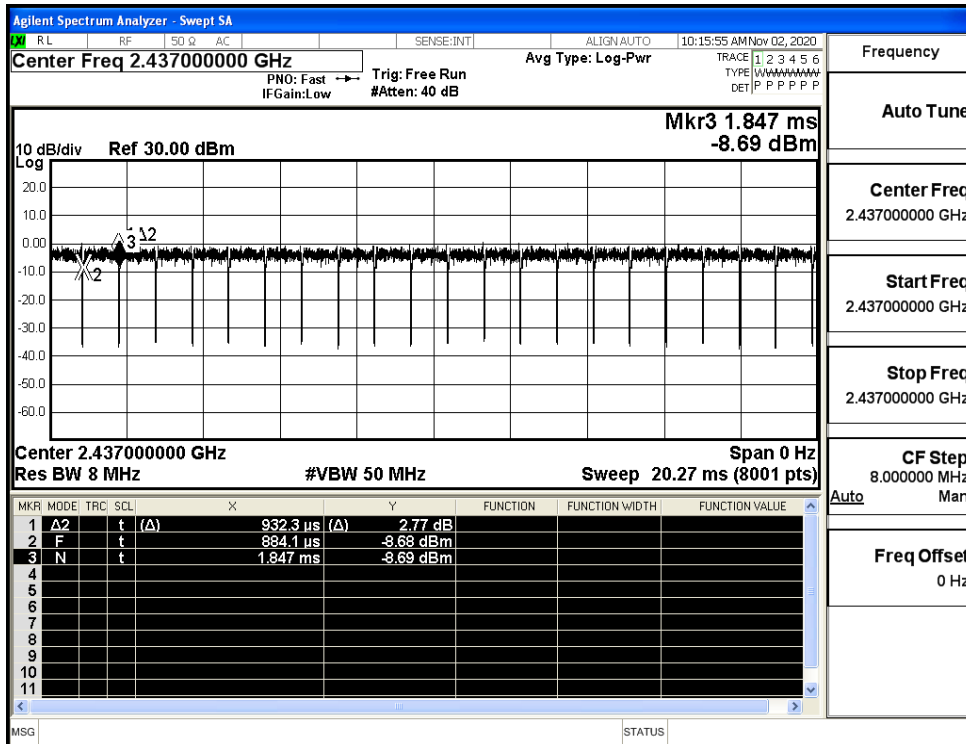 Agilent Spectrum Analyzer - Swept SA
LXI RL RF 50 Ω AC SENSE:INT ALIGN AUTO 10:15:55 AM Nov 02, 2020
Center Freq 2.437000000 GHz
PNO: Fast
IFGain:Low
Trig: Free Run
#Atten: 40 dB
Avg Type: Log-Pwr
TRACE 1 2 3 4 5 6
TYPE
DET P P P P P P
Mkr3 1.847 ms
-8.69 dBm
10 dB/div Ref 30.00 dBm
Log
20.0
10.0
0.00
-10.0
-20.0
-30.0
-40.0
-50.0
-60.0
3 Δ2
2
Center 2.437000000 GHz Span 0 Hz
Res BW 8 MHz #VBW 50 MHz Sweep 20.27 ms (8001 pts)
MKR MODE TRC SCL X Y FUNCTION FUNCTION WIDTH FUNCTION VALUE
1 Δ2 t (Δ) 932.3 μs (Δ) 2.77 dB
2 F t 884.1 μs -8.68 dBm
3 N t 1.847 ms -8.69 dBm
4
5
6
7
8
9
10
11
MSG STATUS
Frequency
Auto Tune
Center Freq
2.437000000 GHz
Start Freq
2.437000000 GHz
Stop Freq
2.437000000 GHz
CF Step
8.000000 MHz
Auto Man
Freq Offset
0 Hz